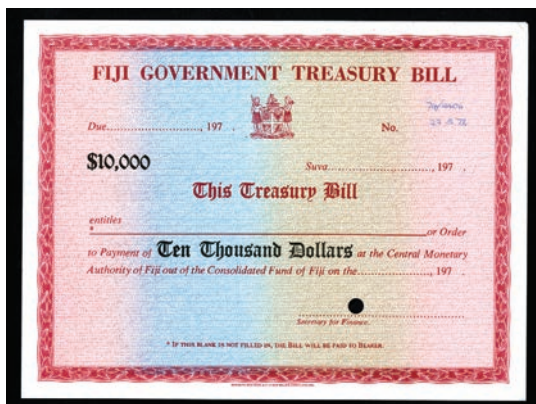 FIJI GOVERNMENT TREASURY BILL
Due...................., 197 . No.
$10,000 Suva...................., 197 .
This Treasury Bill
entitles
*____________________or Order
to Payment of Ten Thousand Dollars at the Central Monetary
Authority of Fiji out of the Consolidated Fund of Fiji on the...................., 197 .
Secretary for Finance.
* IF THIS BLANK IS NOT FILLED IN, THE BILL WILL BE PAID TO BEARER.